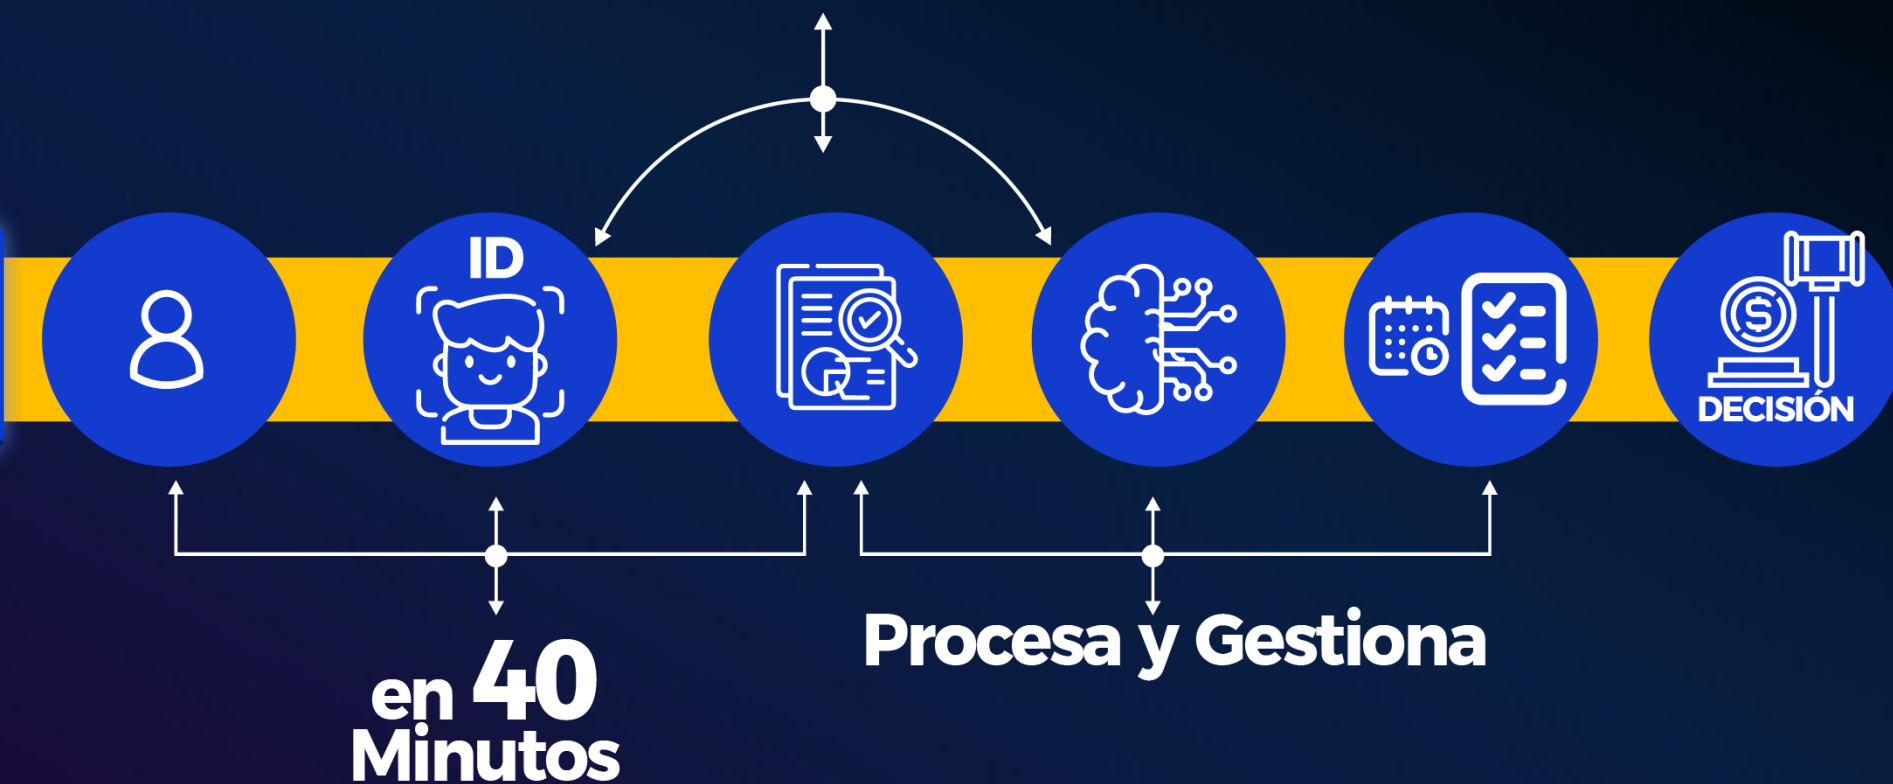 ID
DECISIÓN
Procesa y Gestiona
en 40
Minutos